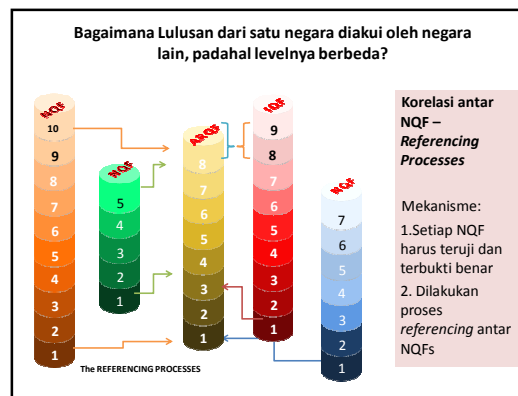 Bagaimana Lulusan dari satu negara diakui oleh negara
lain, padahal levelnya berbeda?
NQF
10
9
8
7
6
5
4
3
2
1
NQF
5
4
3
2
1
ARQF
8
7
6
5
4
3
2
1
IQF
9
8
7
6
5
4
3
2
1
NQF
7
6
5
4
3
2
1
The REFERENCING PROCESSES
Korelasi antar
NQF –
Referencing
Processes
Mekanisme:
1.Setiap NQF
harus teruji dan
terbukti benar
2. Dilakukan
proses
referencing antar
NQFs